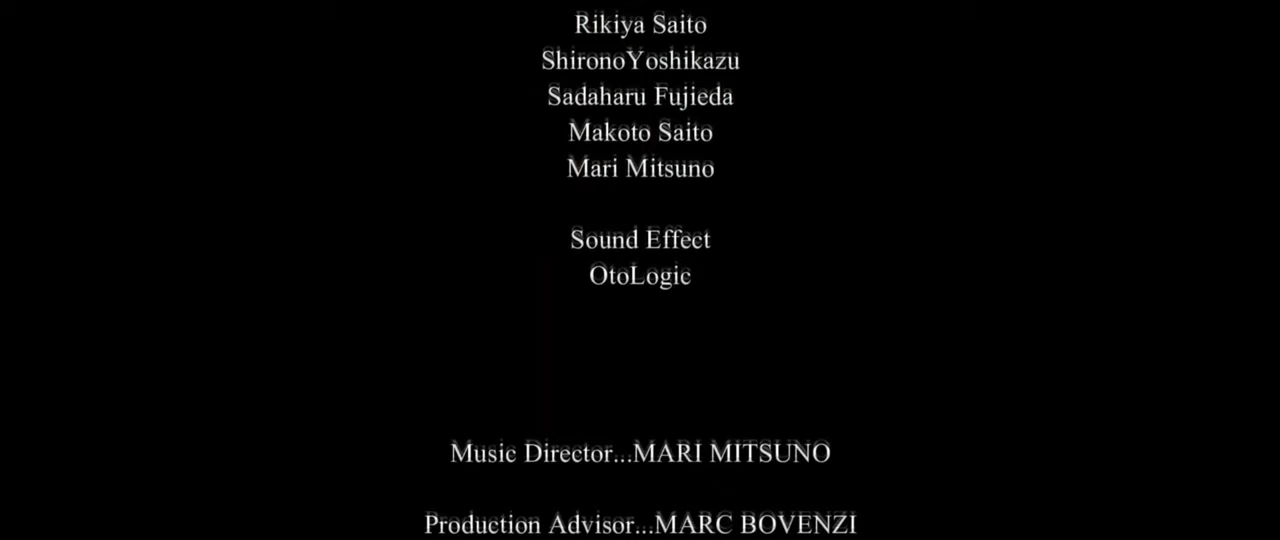 Rikiya Saito
ShironoYoshikazu
Sadaharu Fujieda
Makoto Saito
Mari Mitsuno
Sound Effect
OtoLogic
Music Director...MARI MITSUNO
Production Advisor...MARC BOVENZI